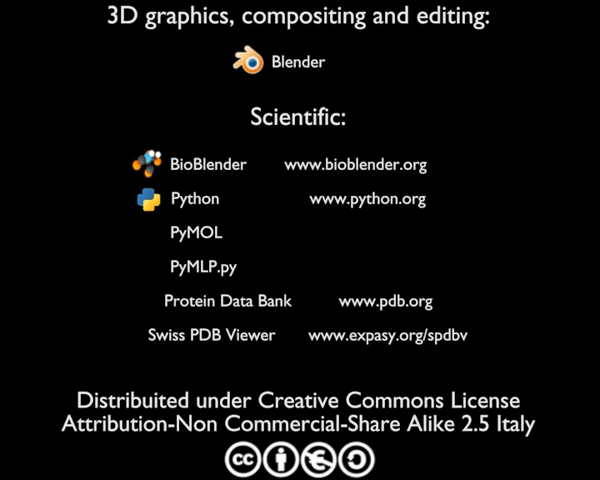 3D graphics, compositing and editing:
Blender
Scientific:
BioBlender www.bioblender.org
Python www.python.org
PyMOL
PyMLP.py
Protein Data Bank www.pdb.org
Swiss PDB Viewer www.expasy.org/spdbv
Distribuited under Creative Commons License
Attribution-Non Commercial-Share Alike 2.5 Italy
cc